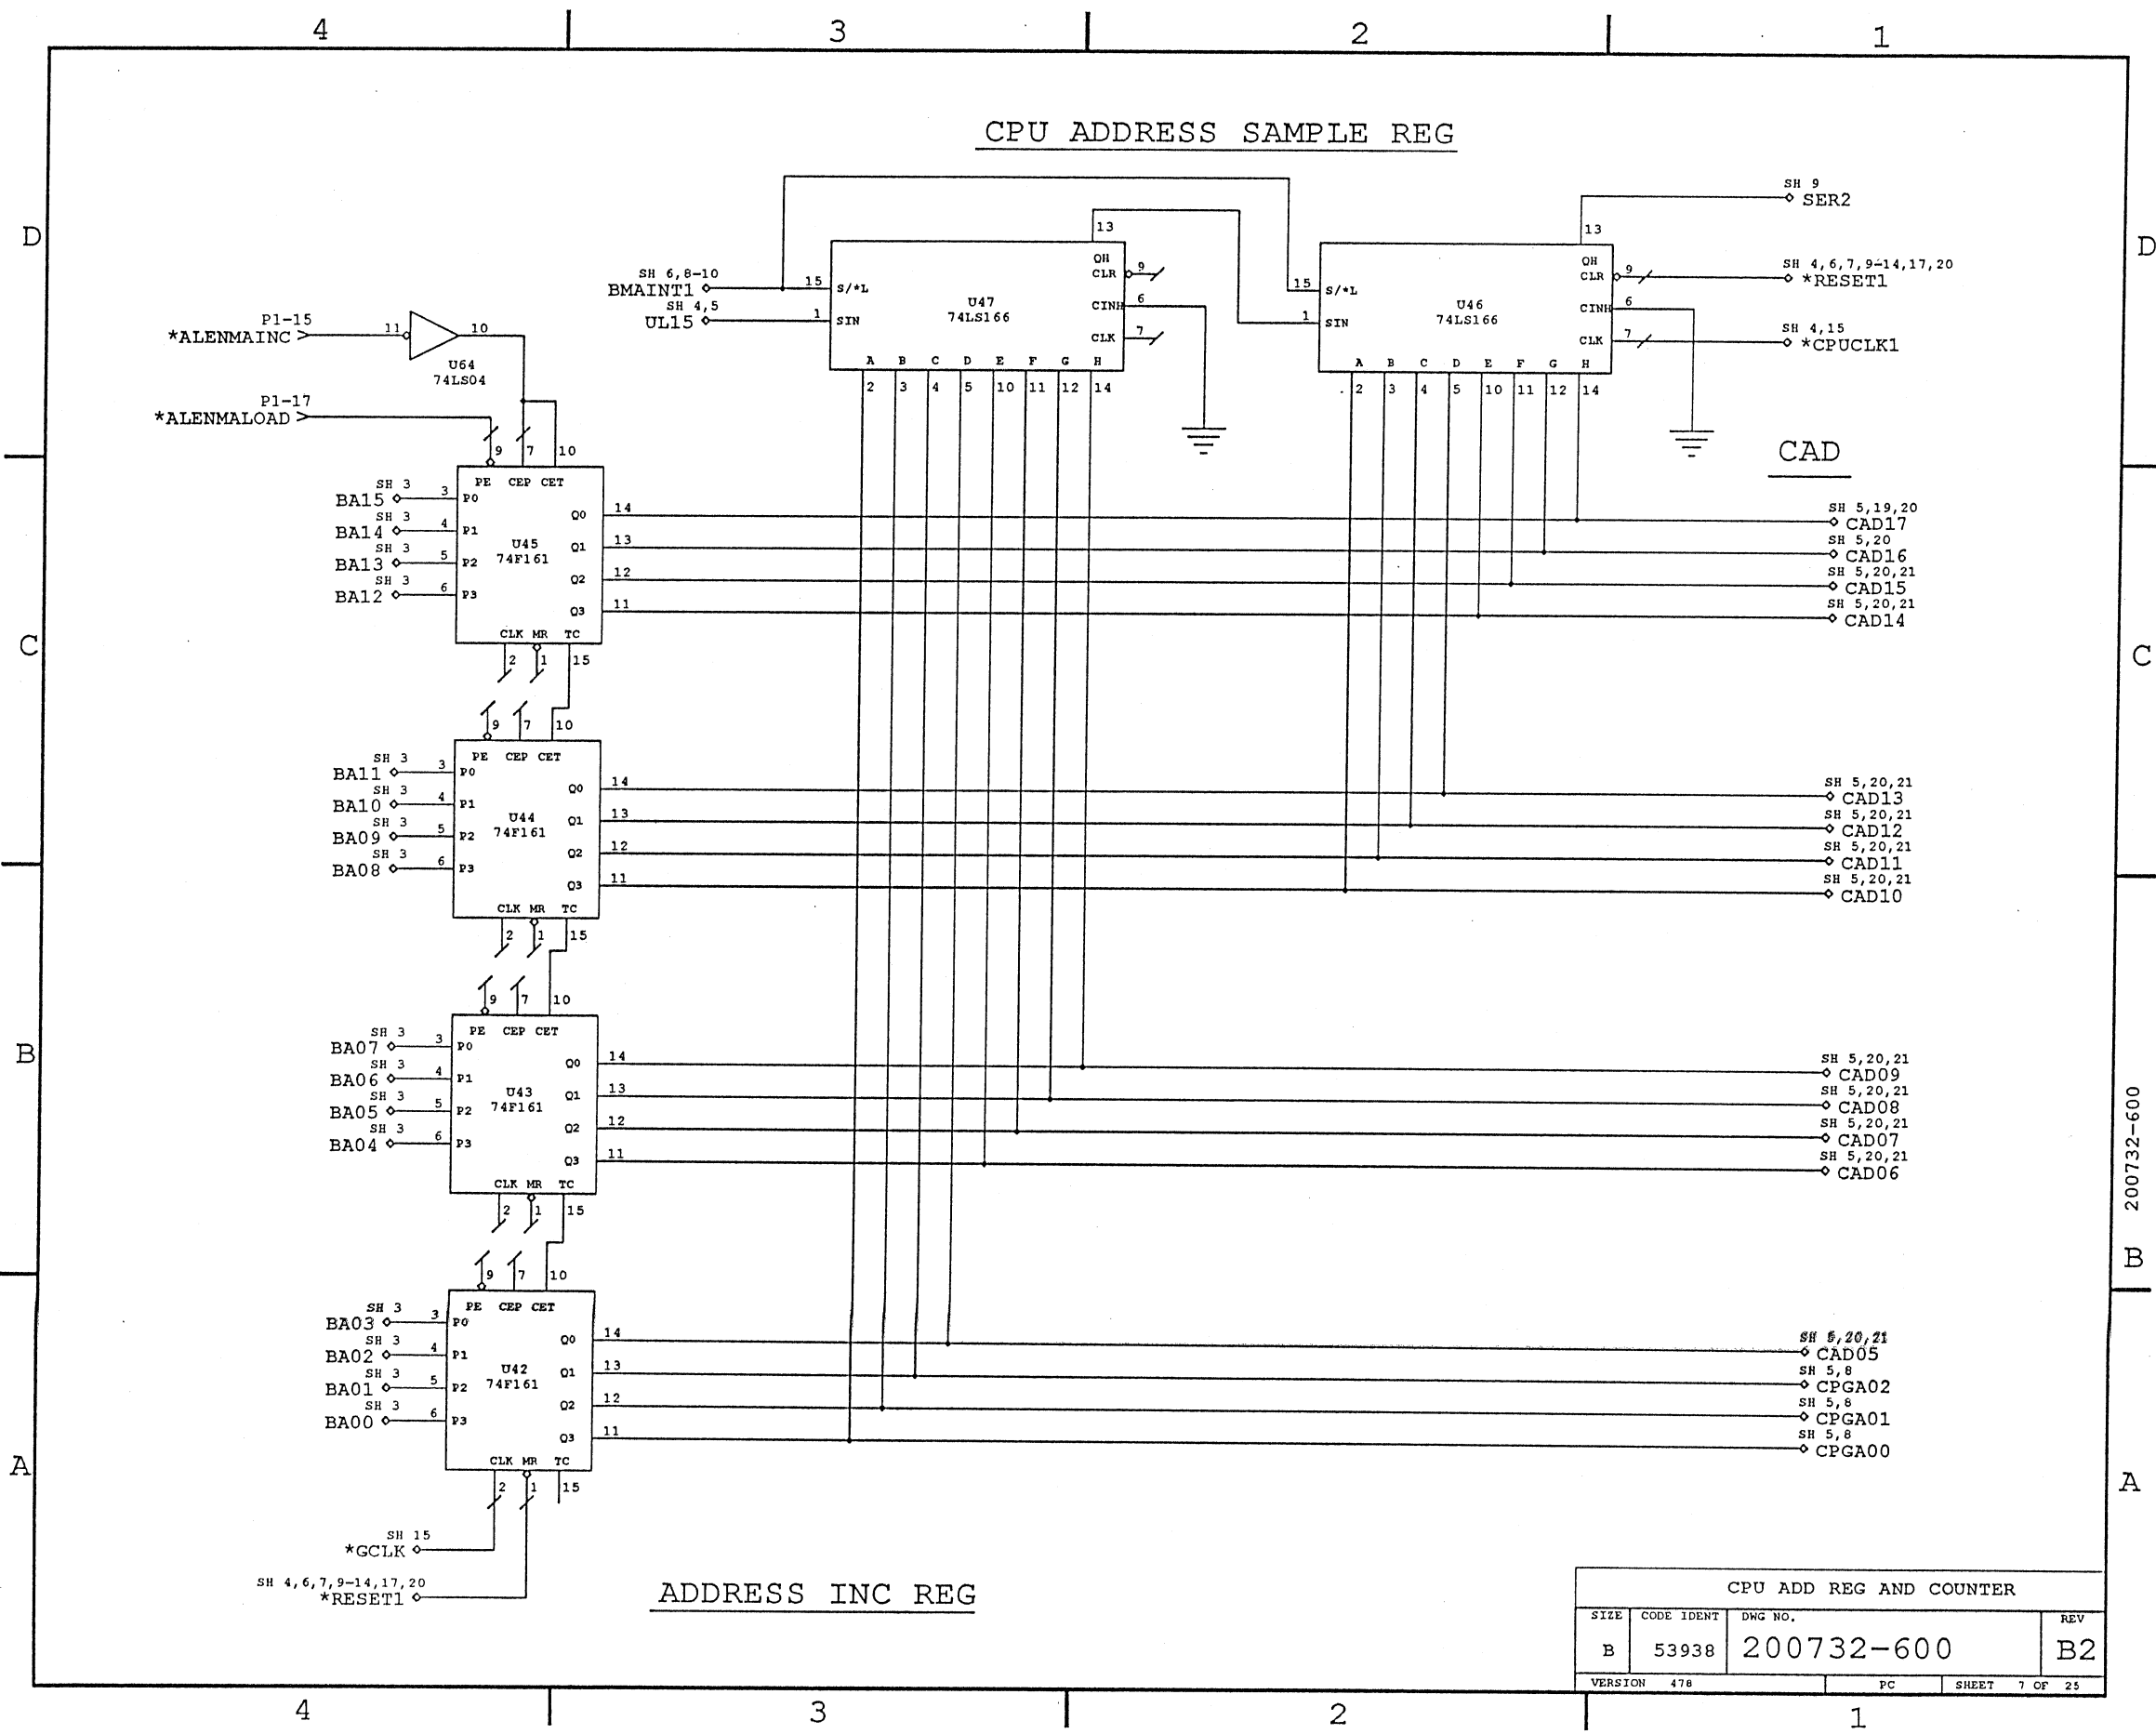 4 3 2 1
CPU ADDRESS SAMPLE REG
SH 9
SER2
13
13
D
D
QH
CLR 9
QH
CLR 9
SH 4,6,7,9-14,17,20
*RESET1
SH 6,8-10
BMAINT1
15 S/*L
SH 4,5
UL15
1 SIN
U47
74LS166
CINH 6
CLK 7
15 S/*L
1 SIN
U46
74LS166
CINH 6
CLK 7
SH 4,15
*CPUCLK1
P1-15
*ALENMAINC
11 10
U64
74LS04
A B C D E F G H
2 3 4 5 10 11 12 14
A B C D E F G H
2 3 4 5 10 11 12 14
P1-17
*ALENMALOAD
CAD
9 7 10
PE CEP CET
SH 3
BA15 3 P0
SH 3
BA14 4 P1
SH 3
BA13 5 P2
SH 3
BA12 6 P3
U45
74F161
Q0 14
Q1 13
Q2 12
Q3 11
CLK MR TC
2 1 15
SH 5,19,20
CAD17
SH 5,20
CAD16
SH 5,20,21
CAD15
SH 5,20,21
CAD14
C
C
9 7 10
PE CEP CET
SH 3
BA11 3 P0
SH 3
BA10 4 P1
SH 3
BA09 5 P2
SH 3
BA08 6 P3
U44
74F161
Q0 14
Q1 13
Q2 12
Q3 11
CLK MR TC
2 1 15
SH 5,20,21
CAD13
SH 5,20,21
CAD12
SH 5,20,21
CAD11
SH 5,20,21
CAD10
9 7 10
PE CEP CET
SH 3
BA07 3 P0
SH 3
BA06 4 P1
SH 3
BA05 5 P2
SH 3
BA04 6 P3
U43
74F161
Q0 14
Q1 13
Q2 12
Q3 11
CLK MR TC
2 1 15
SH 5,20,21
CAD09
SH 5,20,21
CAD08
SH 5,20,21
CAD07
SH 5,20,21
CAD06
B
B
200732-600
9 7 10
PE CEP CET
SH 3
BA03 3 P0
SH 3
BA02 4 P1
SH 3
BA01 5 P2
SH 3
BA00 6 P3
U42
74F161
Q0 14
Q1 13
Q2 12
Q3 11
CLK MR TC
2 1 15
SH 5,20,21
CAD05
SH 5,8
CPGA02
SH 5,8
CPGA01
SH 5,8
CPGA00
A
A
SH 15
*GCLK
SH 4,6,7,9-14,17,20
*RESET1
ADDRESS INC REG
CPU ADD REG AND COUNTER
SIZE CODE IDENT DWG NO. REV
B 53938 200732-600 B2
VERSION 478 PC SHEET 7 OF 25
4 3 2 1